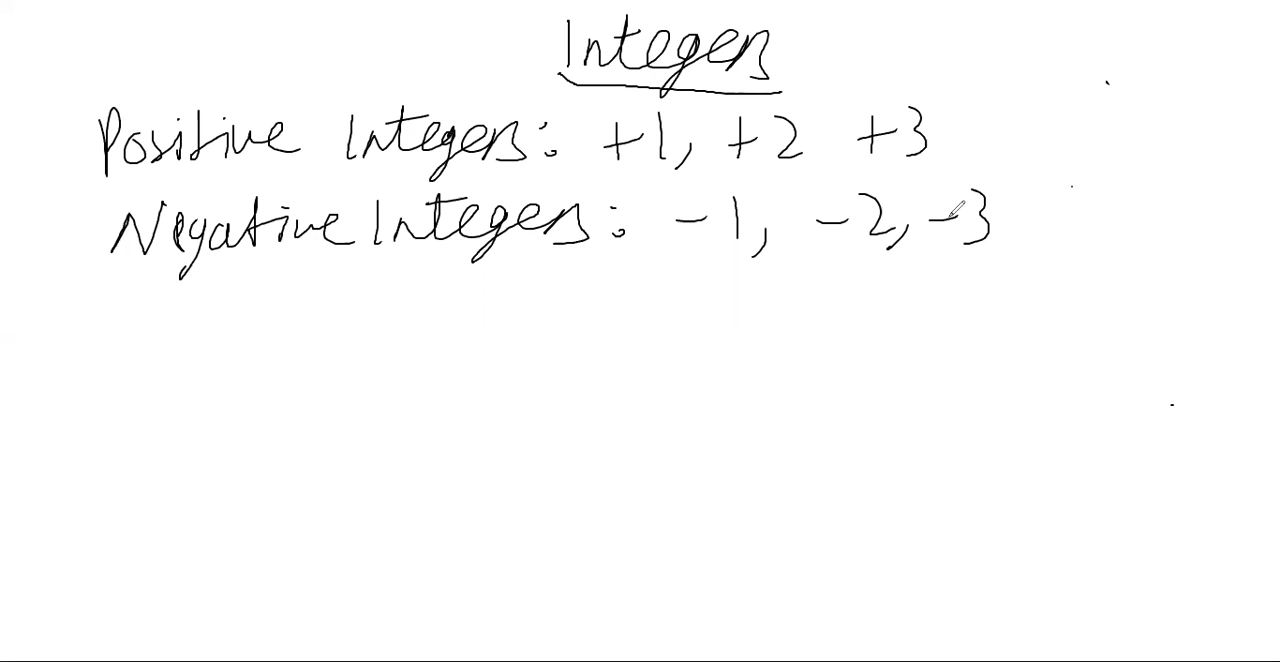 Integers
Positive Integers: +1, +2 +3
Negative Integers: -1, -2, -3